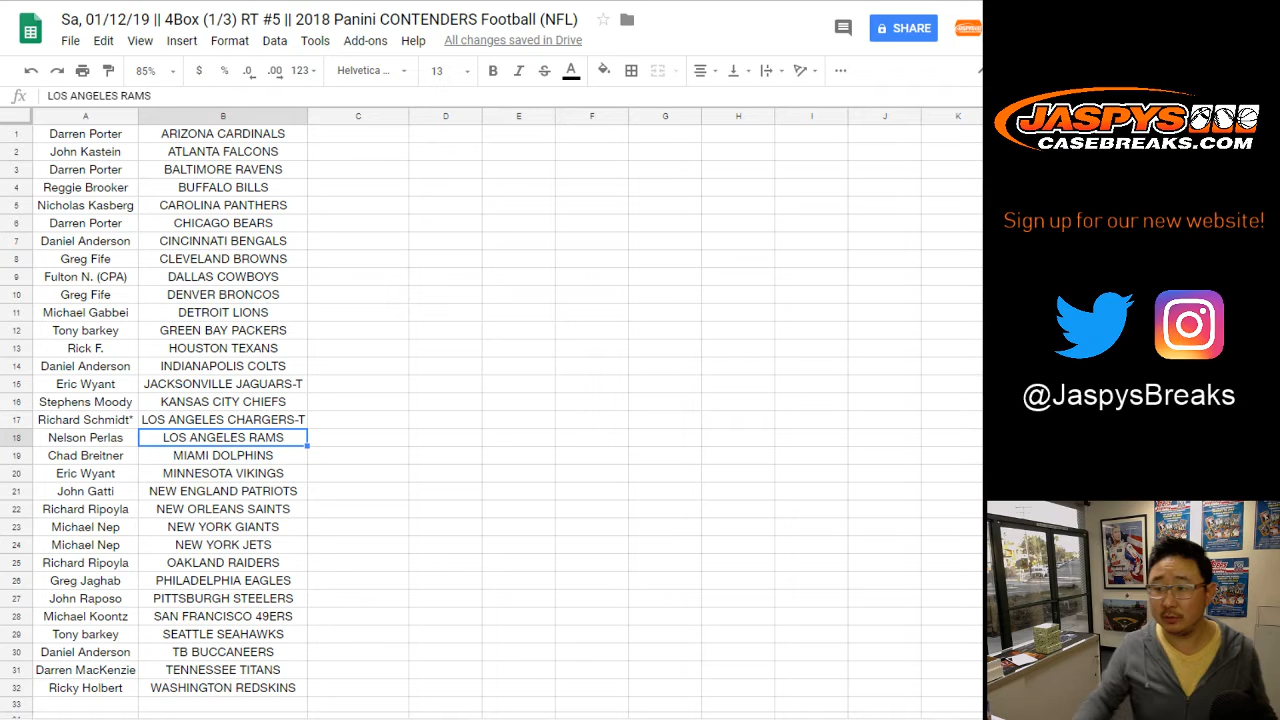 Sa, 01/12/19 || 4Box (1/3) RT #5 || 2018 Panini CONTENDERS Football (NFL)
File Edit View Insert Format Data Tools Add-ons Help All changes saved in Drive
SHARE
85% $ % .0 .00 123 Helvetica ... 13 B I S A
fx LOS ANGELES RAMS
A B C D E F G H I J K
1 Darren Porter ARIZONA CARDINALS
2 John Kastein ATLANTA FALCONS
3 Darren Porter BALTIMORE RAVENS
4 Reggie Brooker BUFFALO BILLS
5 Nicholas Kasberg CAROLINA PANTHERS
6 Darren Porter CHICAGO BEARS
7 Daniel Anderson CINCINNATI BENGALS
8 Greg Fife CLEVELAND BROWNS
9 Fulton N. (CPA) DALLAS COWBOYS
10 Greg Fife DENVER BRONCOS
11 Michael Gabbei DETROIT LIONS
12 Tony barkey GREEN BAY PACKERS
13 Rick F. HOUSTON TEXANS
14 Daniel Anderson INDIANAPOLIS COLTS
15 Eric Wyant JACKSONVILLE JAGUARS-T
16 Stephens Moody KANSAS CITY CHIEFS
17 Richard Schmidt* LOS ANGELES CHARGERS-T
18 Nelson Perlas LOS ANGELES RAMS
19 Chad Breitner MIAMI DOLPHINS
20 Eric Wyant MINNESOTA VIKINGS
21 John Gatti NEW ENGLAND PATRIOTS
22 Richard Ripoyla NEW ORLEANS SAINTS
23 Michael Nep NEW YORK GIANTS
24 Michael Nep NEW YORK JETS
25 Richard Ripoyla OAKLAND RAIDERS
26 Greg Jaghab PHILADELPHIA EAGLES
27 John Raposo PITTSBURGH STEELERS
28 Michael Koontz SAN FRANCISCO 49ERS
29 Tony barkey SEATTLE SEAHAWKS
30 Daniel Anderson TB BUCCANEERS
31 Darren MacKenzie TENNESSEE TITANS
32 Ricky Holbert WASHINGTON REDSKINS
33
JASPYS
CASEBREAKS.COM
Sign up for our new website!
@JaspysBreaks